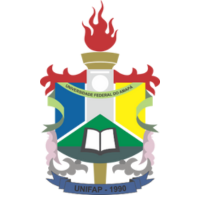 UNIVERSIDADE FEDERAL DO AMAPÁ
UNIFAP - 1990